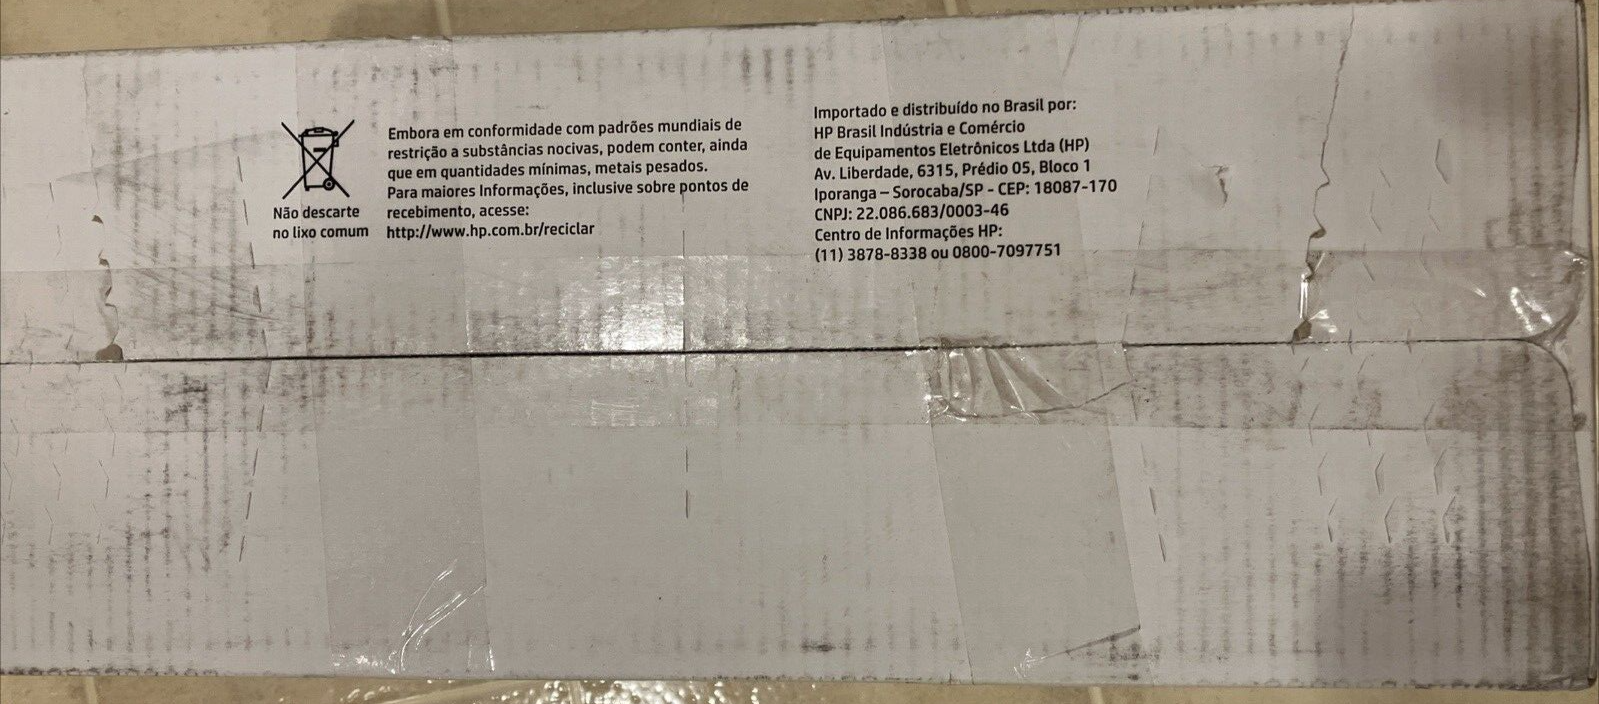 Não descarte
no lixo comum
Embora em conformidade com padrões mundiais de
restrição a substâncias nocivas, podem conter, ainda
que em quantidades mínimas, metais pesados.
Para maiores Informações, inclusive sobre pontos de
recebimento, acesse:
http://www.hp.com.br/reciclar
Importado e distribuído no Brasil por:
HP Brasil Indústria e Comércio
de Equipamentos Eletrônicos Ltda (HP)
Av. Liberdade, 6315, Prédio 05, Bloco 1
Iporanga – Sorocaba/SP - CEP: 18087-170
CNPJ: 22.086.683/0003-46
Centro de Informações HP:
(11) 3878-8338 ou 0800-7097751